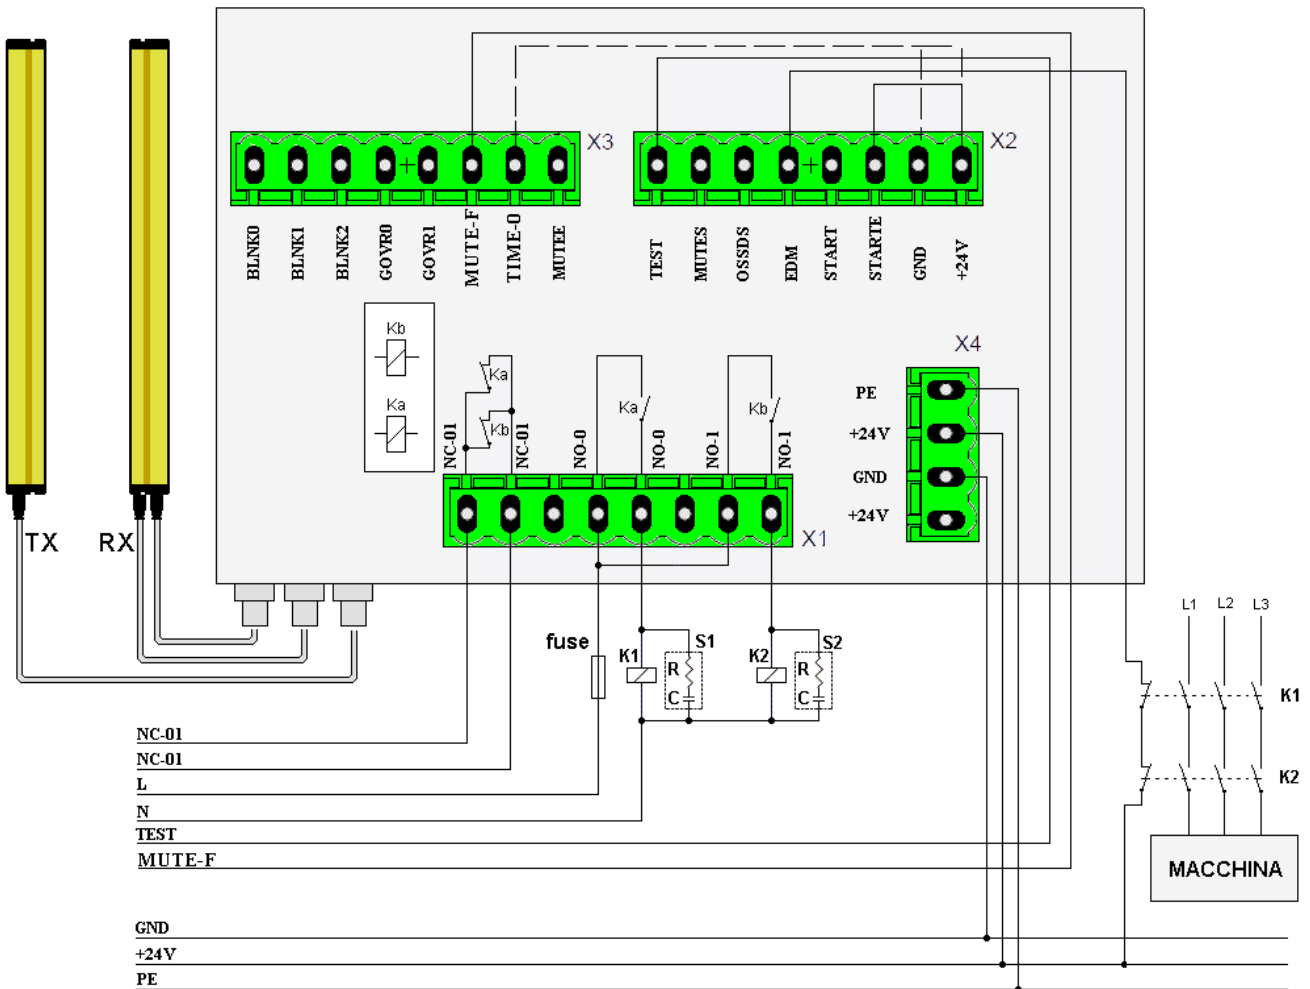 X3
X2
BLNK0
BLNK1
BLNK2
GOVR0
GOVR1
MUTE-F
TIME-0
MUTEE
TEST
MUTES
OSSDS
EDM
START
STARTE
GND
+24V
Kb
Ka
Ka
Kb
Ka
Kb
NC-01
NC-01
NO-0
NO-0
NO-1
NO-1
X4
PE
+24V
GND
+24V
X1
TX
RX
fuse
K1
S1
R
C
K2
S2
R
C
L1
L2
L3
K1
K2
MACCHINA
NC-01
NC-01
L
N
TEST
MUTE-F
GND
+24V
PE